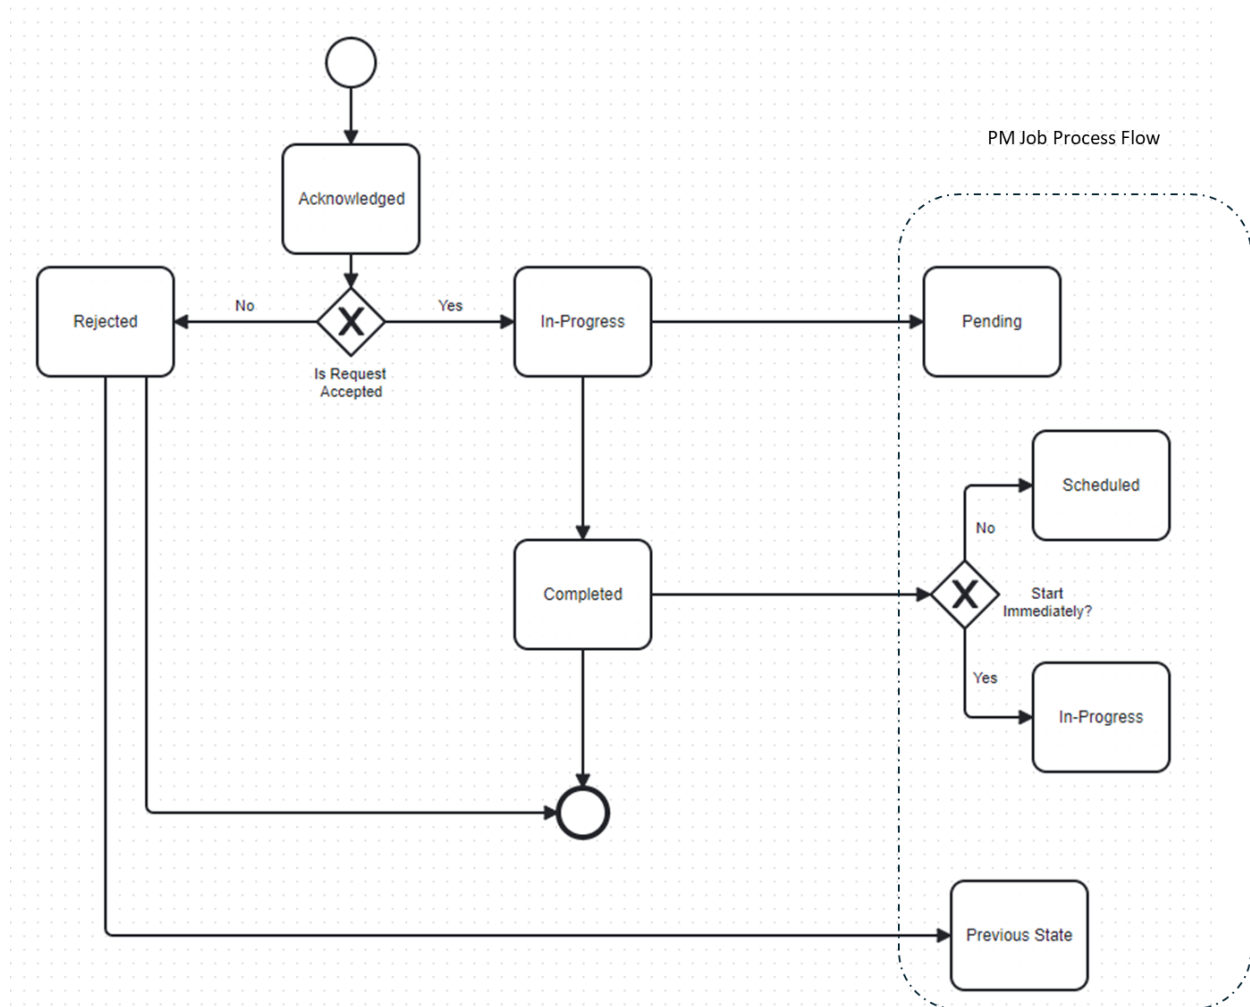 PM Job Process Flow
Acknowledged
Rejected
No
Yes
In-Progress
Pending
Is Request
Accepted
Scheduled
No
Completed
Start
Immediately?
Yes
In-Progress
Previous State